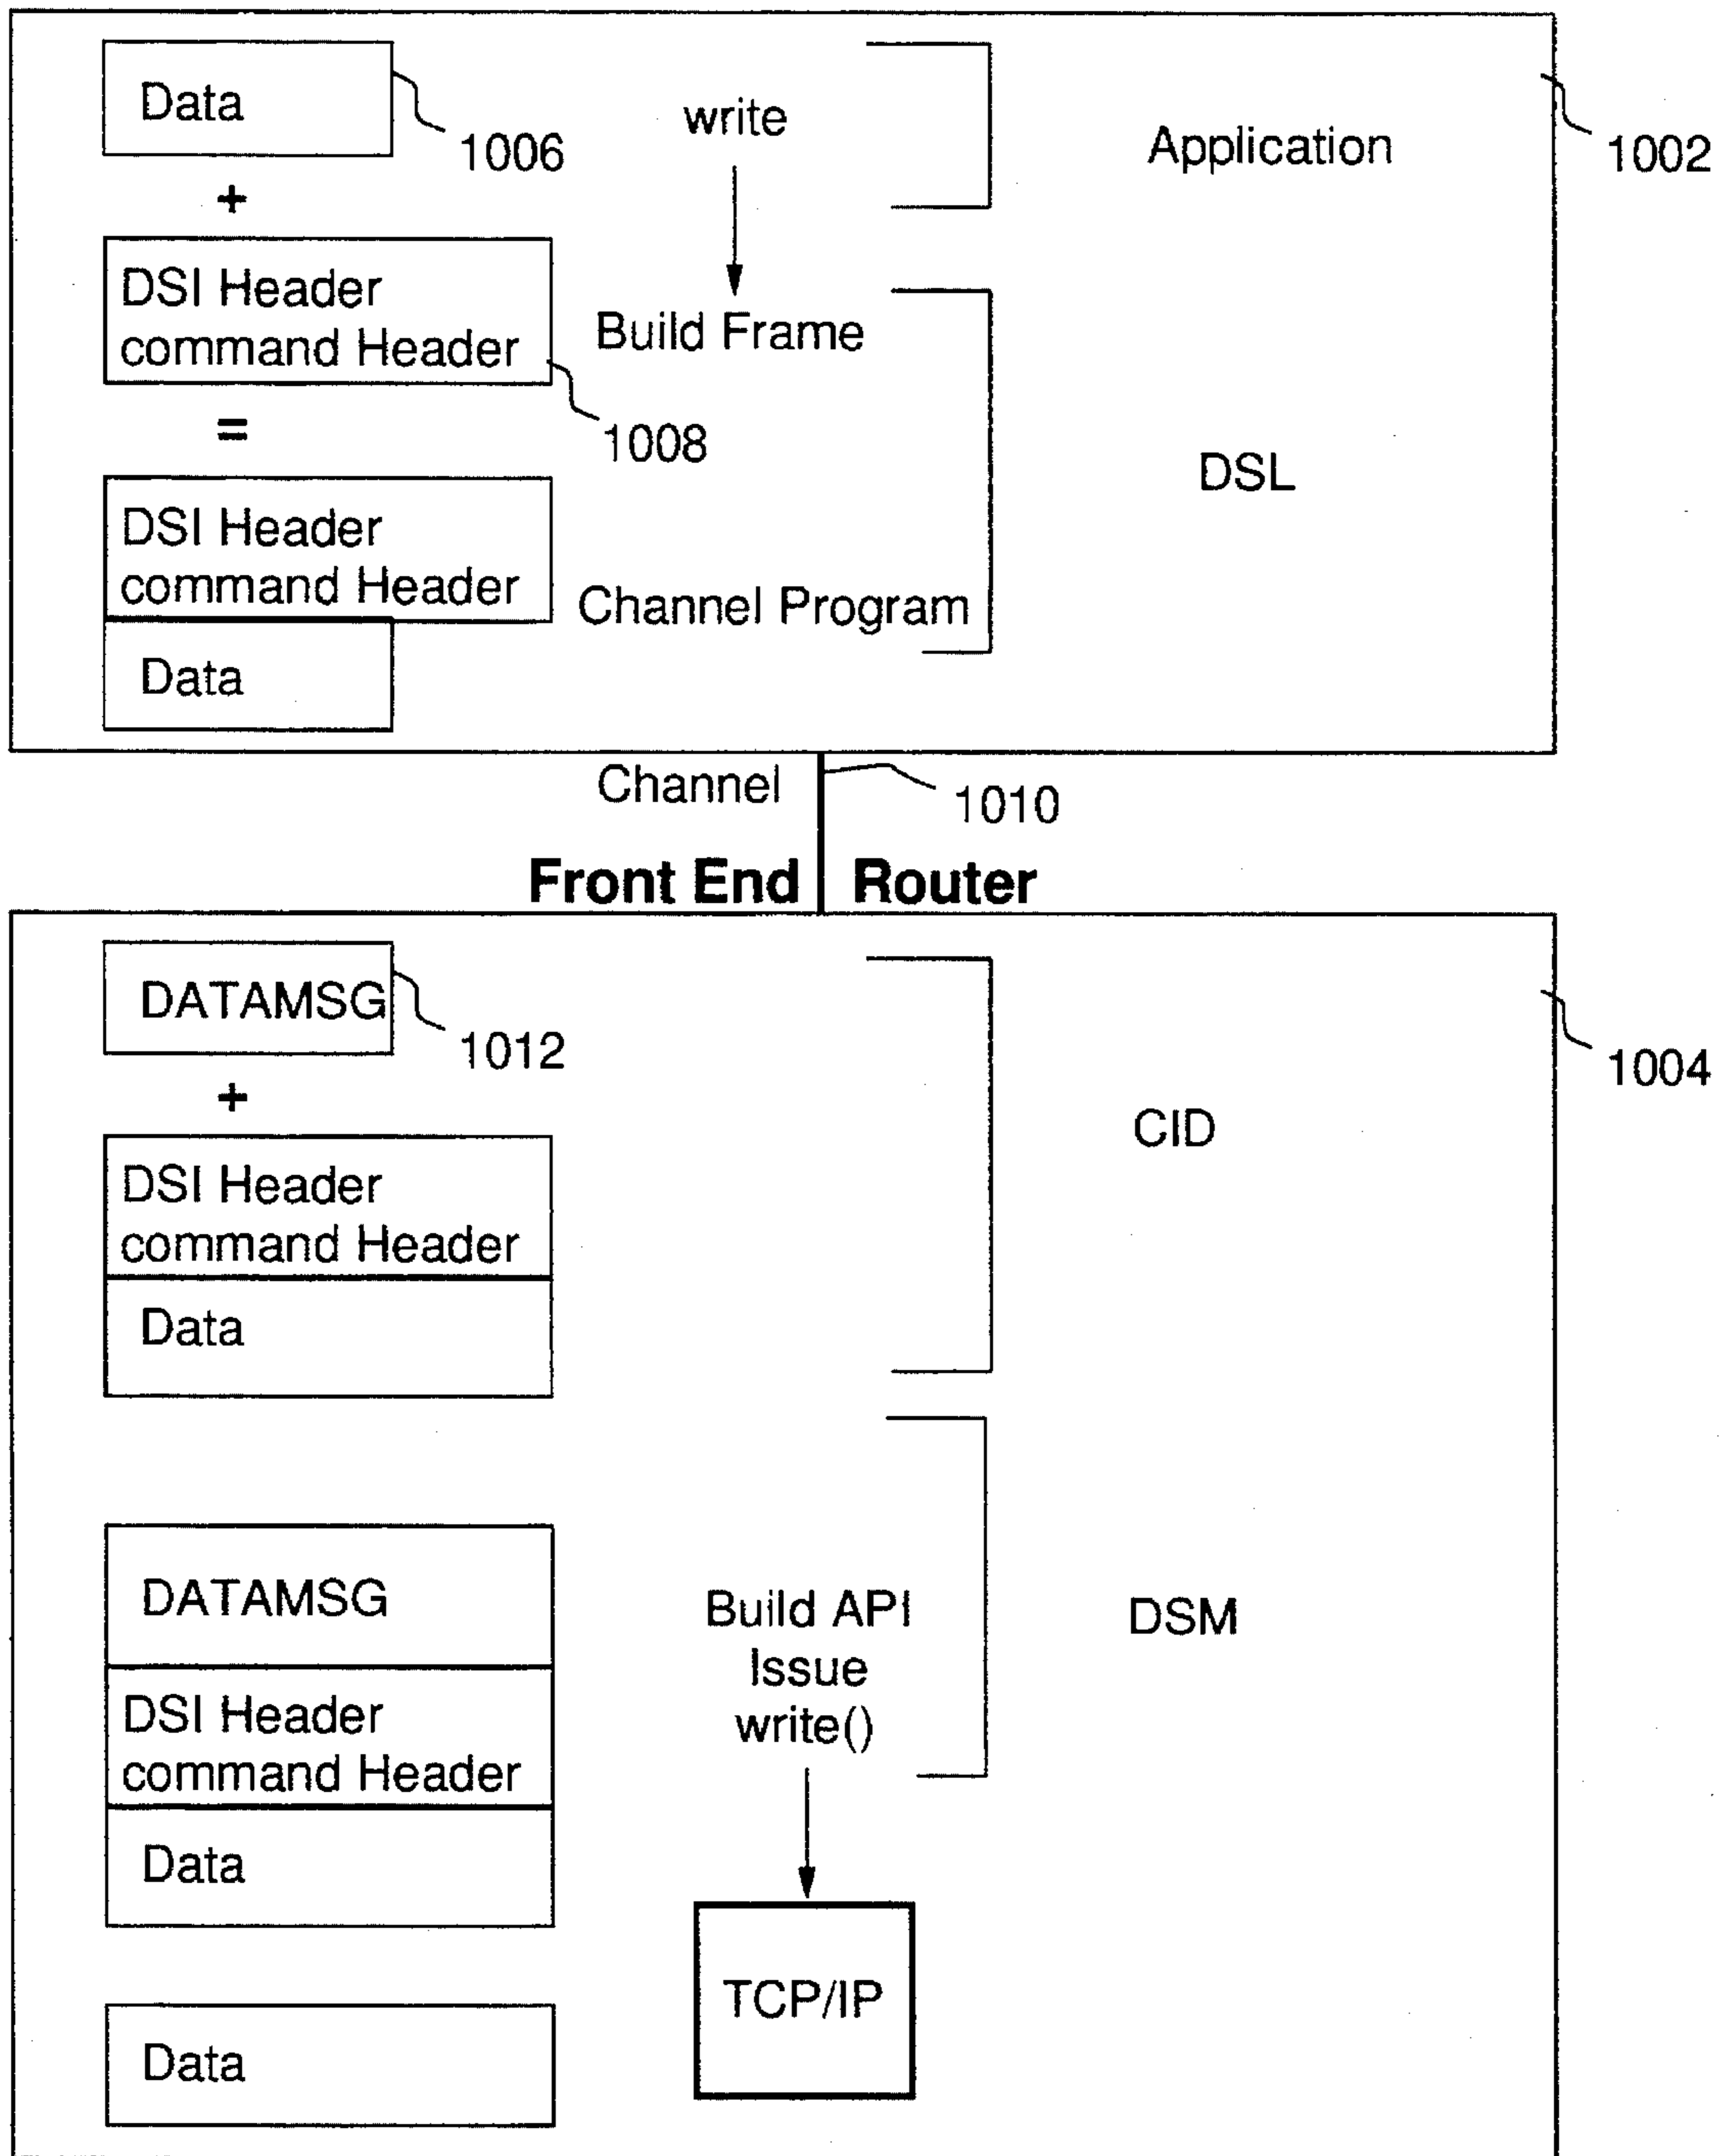 Data
1006
write
Application
1002
+
DSI Header
command Header
1008
Build Frame
=
DSL
DSI Header
command Header
Channel Program
Data
Channel
1010
Front End Router
DATAMSG
1012
1004
+
CID
DSI Header
command Header
Data
DATAMSG
DSI Header
command Header
Data
Build API
Issue
write()
DSM
TCP/IP
Data